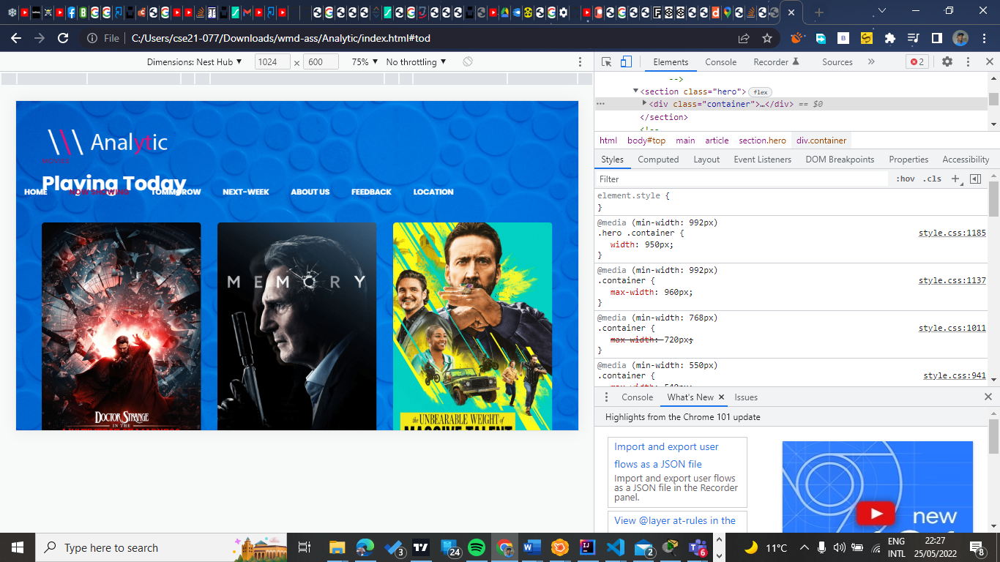 File | C:/Users/cse21-077/Downloads/wmd-ass/Analytic/index.html#tod
Dimensions: Nest Hub ▼ 1024 × 600 75% ▼ No throttling ▼
Elements Console Recorder Sources » 2
-->
<section class="hero"> flex
<div class="container">…</div> == $0
</section>
<!--
html body#top main article section.hero div.container
Styles Computed Layout Event Listeners DOM Breakpoints Properties Accessibility
Filter :hov .cls
element.style {
}
@media (min-width: 992px)
.hero .container { style.css:1185
width: 950px;
}
@media (min-width: 992px)
.container { style.css:1137
max-width: 960px;
}
@media (min-width: 768px)
.container { style.css:1011
max-width: 720px;
}
@media (min-width: 550px)
.container { style.css:941
max-width: 540px;
Console What's New × Issues
Highlights from the Chrome 101 update
Import and export user
flows as a JSON file
Import and export user flows
as a JSON file in the Recorder
panel.
View @layer at-rules in the
new
Analytic
Playing Today
HOME NOW SHOWING TOMMOROW NEXT-WEEK ABOUT US FEEDBACK LOCATION
DOCTOR STRANGE
IN THE
MEMORY
the UNBEARABLE WEIGHT of
MASSIVE TALENT
Type here to search
3
24
2
6
11°C
ENG
INTL
22:27
25/05/2022
8